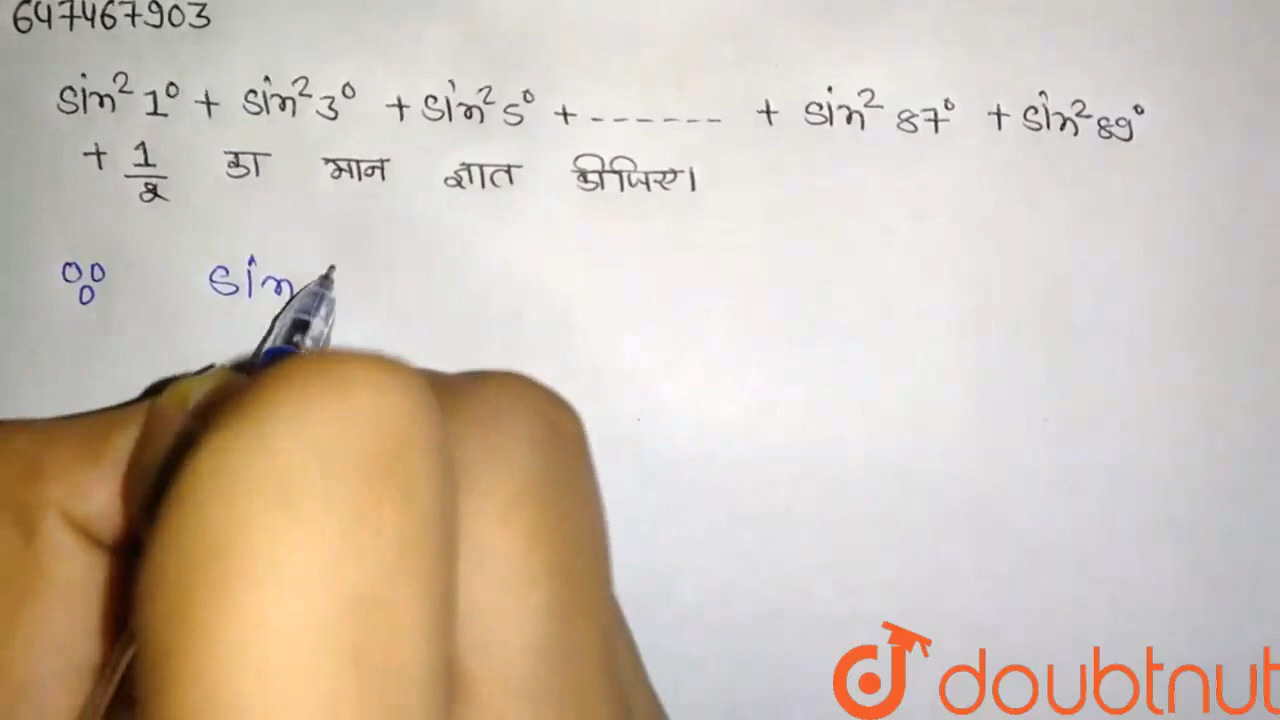 647467903
sin² 1° + sin² 3° + sin² 5° + ------ + sin² 87° + sin² 89°
+ 1/2 का मान ज्ञात कीजिए।
∵ sin
doubtnut